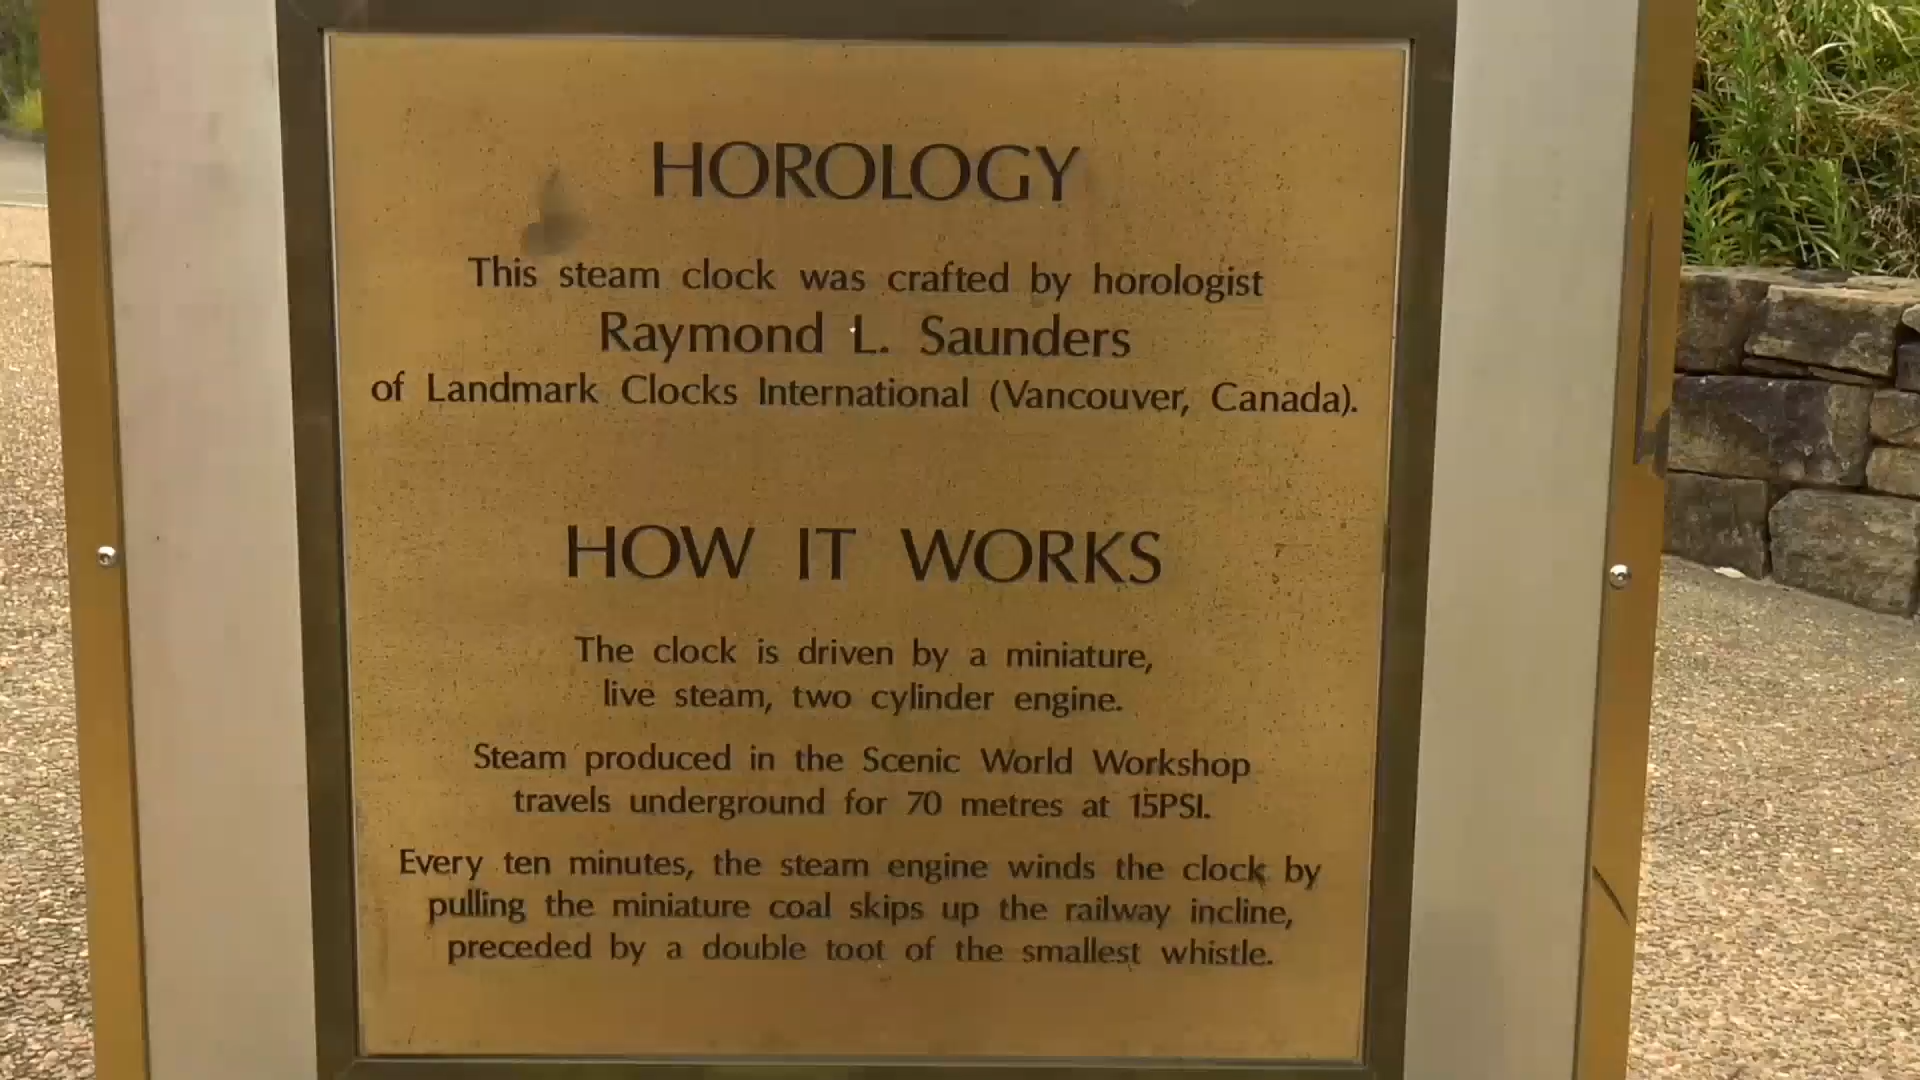 HOROLOGY
This steam clock was crafted by horologist
Raymond L. Saunders
of Landmark Clocks International (Vancouver, Canada).
HOW IT WORKS
The clock is driven by a miniature,
live steam, two cylinder engine.
Steam produced in the Scenic World Workshop
travels underground for 70 metres at 15PSI.
Every ten minutes, the steam engine winds the clock by
pulling the miniature coal skips up the railway incline,
preceded by a double toot of the smallest whistle.